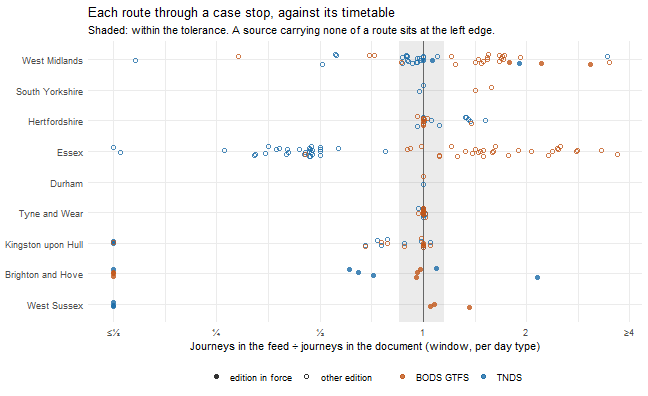 Each route through a case stop, against its timetable
Shaded: within the tolerance. A source carrying none of a route sits at the left edge.
West Midlands
South Yorkshire
Hertfordshire
Essex
Durham
Tyne and Wear
Kingston upon Hull
Brighton and Hove
West Sussex
≤⅛ ¼ ½ 1 2 ≥4
Journeys in the feed ÷ journeys in the document (window, per day type)
edition in force other edition BODS GTFS TNDS